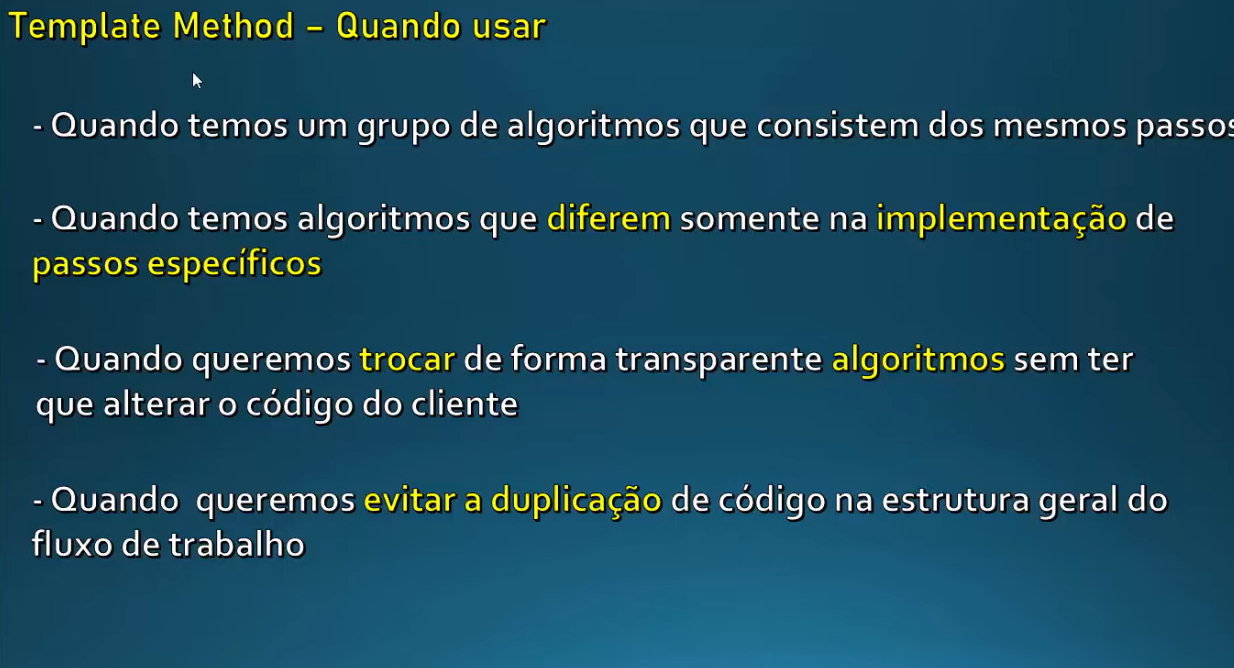 Template Method – Quando usar
- Quando temos um grupo de algoritmos que consistem dos mesmos passos
- Quando temos algoritmos que diferem somente na implementação de
passos específicos
- Quando queremos trocar de forma transparente algoritmos sem ter
que alterar o código do cliente
- Quando queremos evitar a duplicação de código na estrutura geral do
fluxo de trabalho